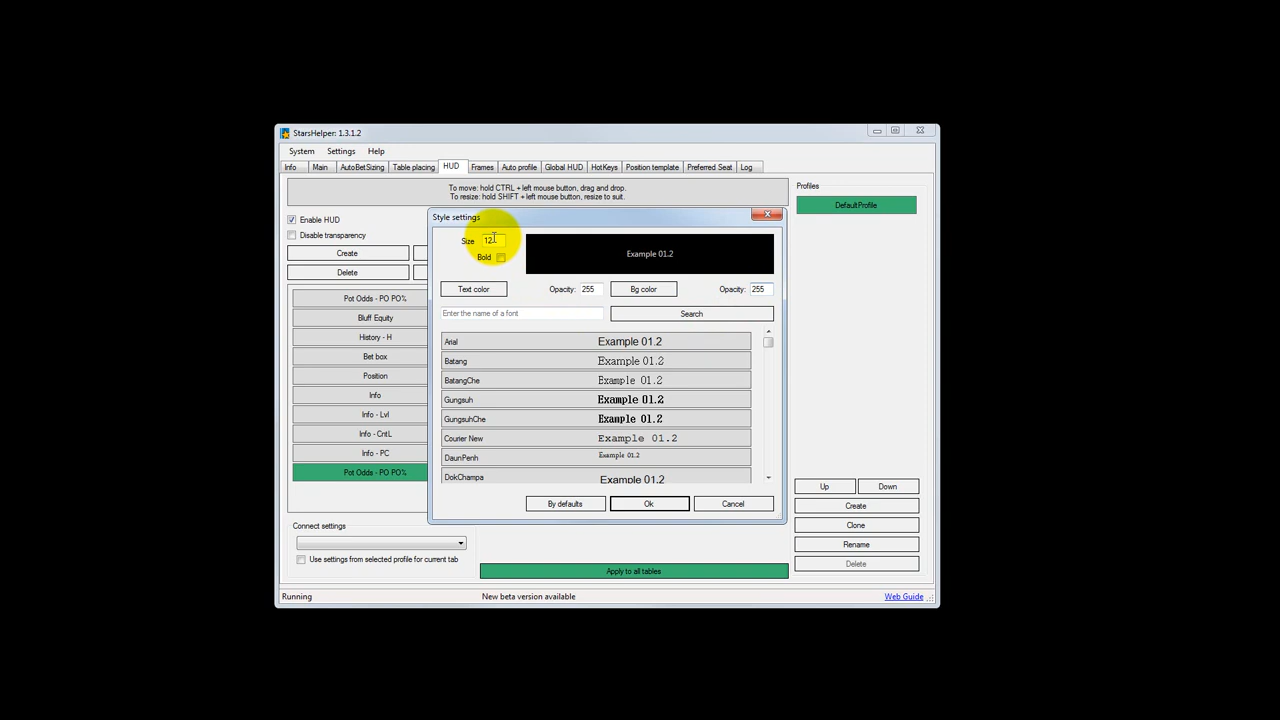 StarsHelper: 1.3.1.2
System Settings Help
Info Main AutoBetSizing Table placing HUD Frames Auto profile Global HUD HotKeys Position template Preferred Seat Log
To move: hold CTRL + left mouse button, drag and drop.
To resize: hold SHIFT + left mouse button, resize to suit.
Profiles
DefaultProfile
Enable HUD
Disable transparency
Create
Delete
Pot Odds - PO PO%
Bluff Equity
History - H
Bet box
Position
Info
Info - Lvl
Info - CntL
Info - PC
Pot Odds - PO PO%
Style settings
Size 12
Bold
Example 01.2
Text color Opacity: 255 Bg color Opacity: 255
Enter the name of a font Search
Arial Example 01.2
Batang Example 01.2
BatangChe Example 01.2
Gungsuh Example 01.2
GungsuhChe Example 01.2
Courier New Example 01.2
DaunPenh Example 01.2
DokChampa Example 01.2
By defaults Ok Cancel
Up Down
Create
Clone
Rename
Delete
Connect settings
Use settings from selected profile for current tab
Apply to all tables
Running New beta version available Web Guide